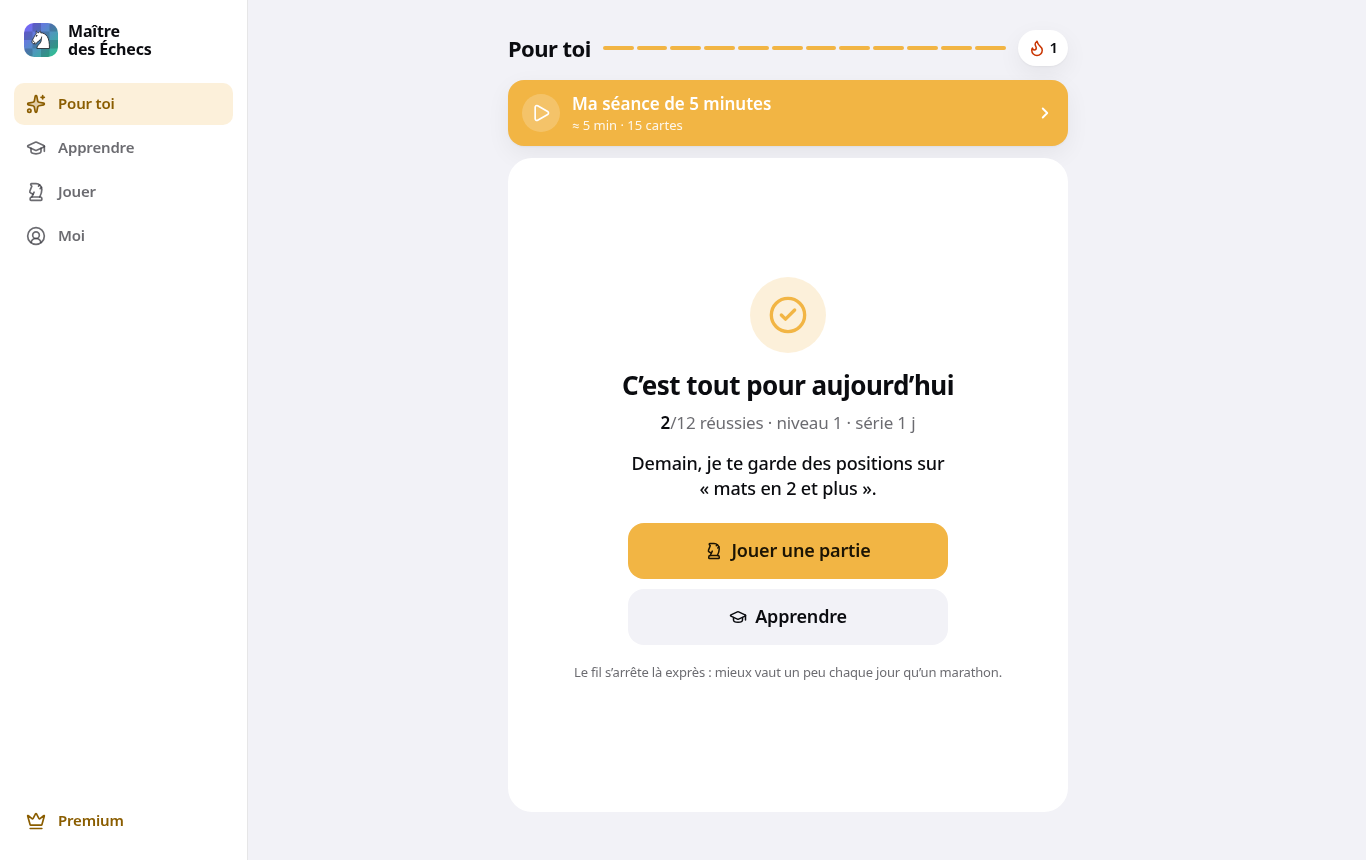 Maître
des Échecs
Pour toi
Apprendre
Jouer
Moi
Premium
Pour toi
1
Ma séance de 5 minutes
≈ 5 min · 15 cartes
C’est tout pour aujourd’hui
2/12 réussies · niveau 1 · série 1 j
Demain, je te garde des positions sur
« mats en 2 et plus ».
Jouer une partie
Apprendre
Le fil s’arrête là exprès : mieux vaut un peu chaque jour qu’un marathon.